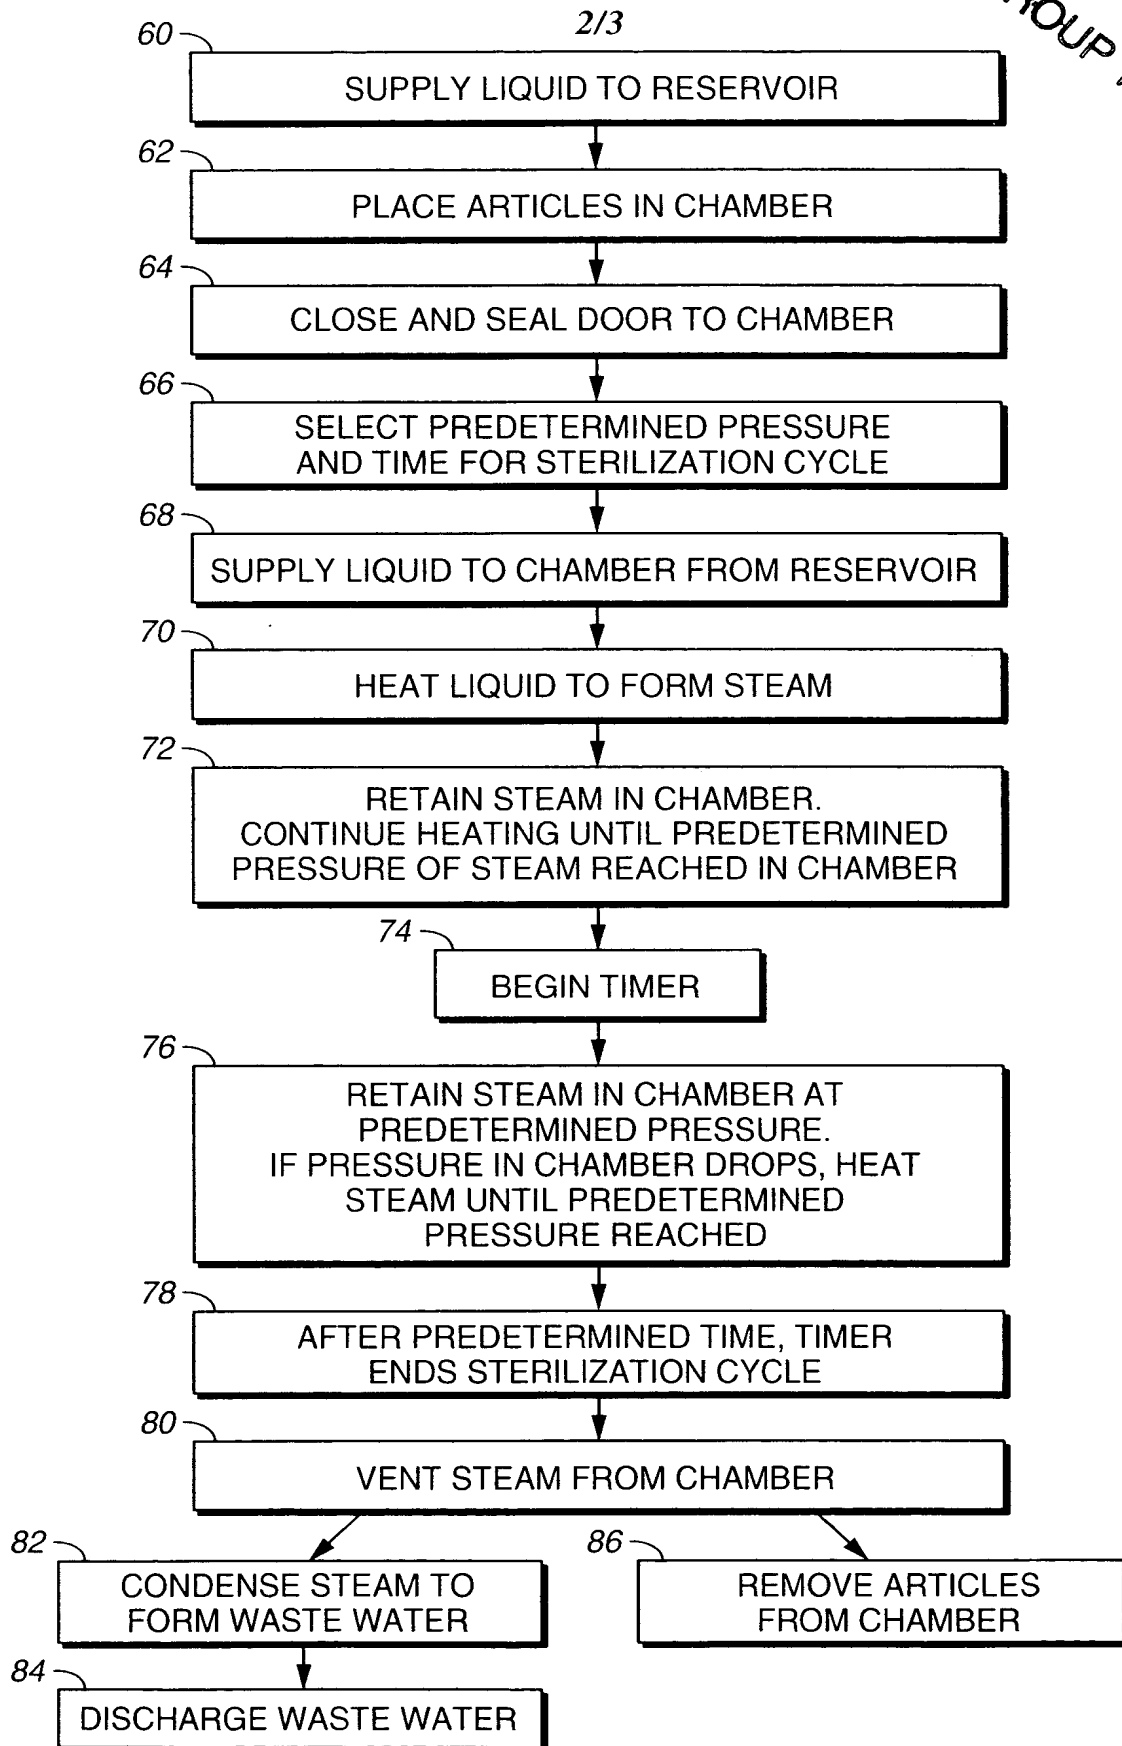 2/3
ROUP
60
SUPPLY LIQUID TO RESERVOIR
62
PLACE ARTICLES IN CHAMBER
64
CLOSE AND SEAL DOOR TO CHAMBER
66
SELECT PREDETERMINED PRESSURE
AND TIME FOR STERILIZATION CYCLE
68
SUPPLY LIQUID TO CHAMBER FROM RESERVOIR
70
HEAT LIQUID TO FORM STEAM
72
RETAIN STEAM IN CHAMBER.
CONTINUE HEATING UNTIL PREDETERMINED
PRESSURE OF STEAM REACHED IN CHAMBER
74
BEGIN TIMER
76
RETAIN STEAM IN CHAMBER AT
PREDETERMINED PRESSURE.
IF PRESSURE IN CHAMBER DROPS, HEAT
STEAM UNTIL PREDETERMINED
PRESSURE REACHED
78
AFTER PREDETERMINED TIME, TIMER
ENDS STERILIZATION CYCLE
80
VENT STEAM FROM CHAMBER
82
CONDENSE STEAM TO
FORM WASTE WATER
86
REMOVE ARTICLES
FROM CHAMBER
84
DISCHARGE WASTE WATER